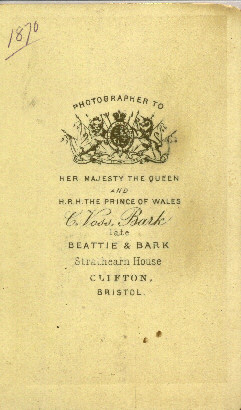 1870
PHOTOGRAPHER TO
HER MAJESTY THE QUEEN
AND
H.R.H. THE PRINCE OF WALES
C. Voss. Bark
late
BEATTIE & BARK
Strathearn House
CLIFTON,
BRISTOL.